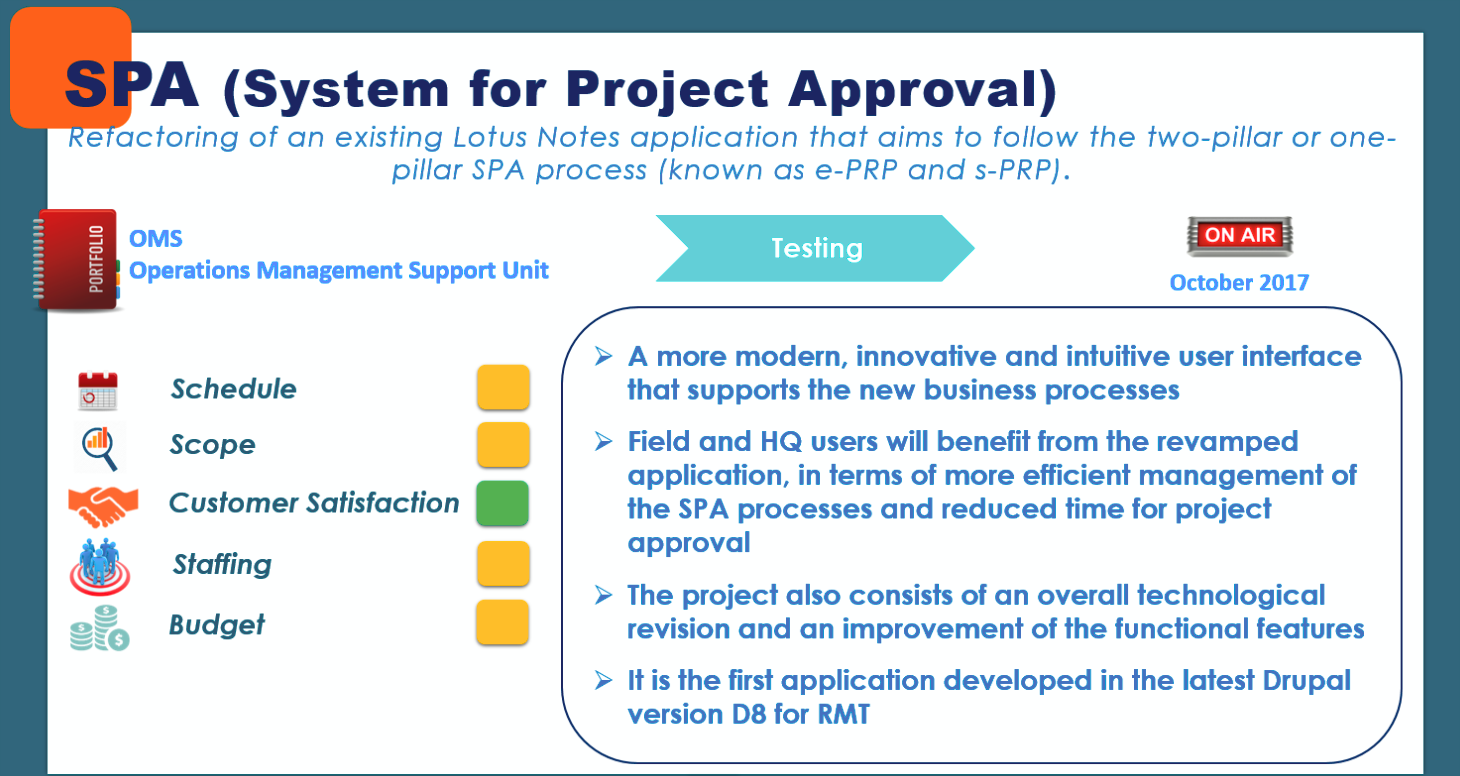 SPA (System for Project Approval)
Refactoring of an existing Lotus Notes application that aims to follow the two-pillar or one-
pillar SPA process (known as e-PRP and s-PRP).
PORTFOLIO
OMS
Operations Management Support Unit
Testing
ON AIR
October 2017
Schedule
Scope
Customer Satisfaction
Staffing
Budget
A more modern, innovative and intuitive user interface
that supports the new business processes
Field and HQ users will benefit from the revamped
application, in terms of more efficient management of
the SPA processes and reduced time for project
approval
The project also consists of an overall technological
revision and an improvement of the functional features
It is the first application developed in the latest Drupal
version D8 for RMT